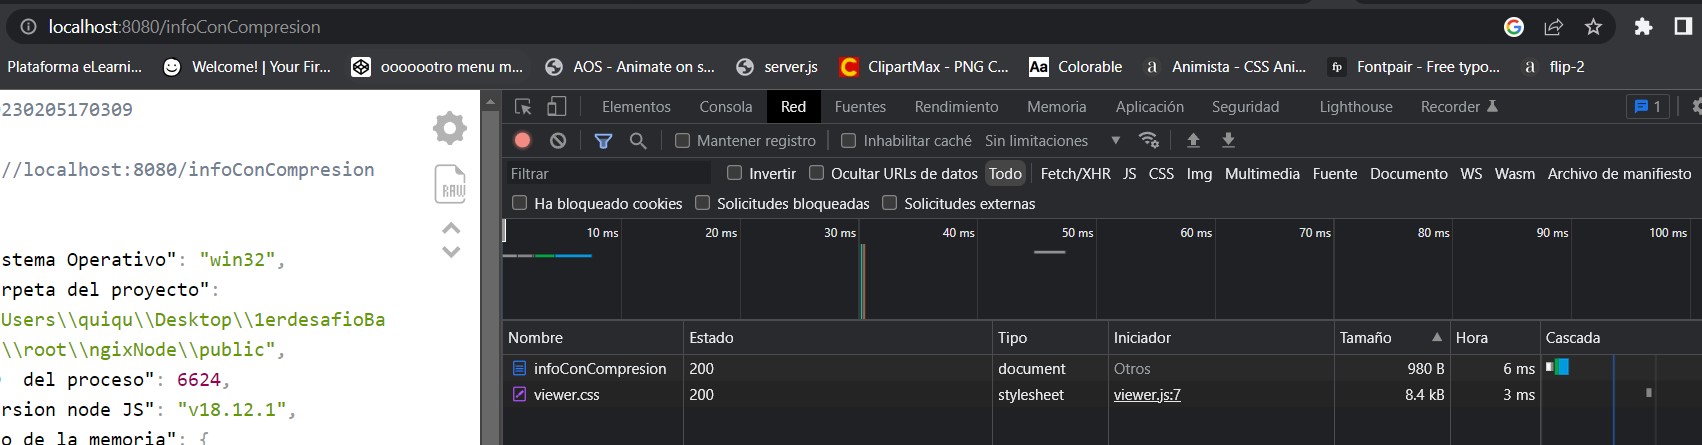 localhost:8080/infoConCompresion
Plataforma eLearni... Welcome! | Your Fir... ooooootro menu m... AOS - Animate on s... server.js ClipartMax - PNG C... Aa Colorable a Animista - CSS Ani... fp Fontpair - Free typo... a flip-2
Elementos Consola Red Fuentes Rendimiento Memoria Aplicación Seguridad Lighthouse Recorder 1
Mantener registro Inhabilitar caché Sin limitaciones
Filtrar Invertir Ocultar URLs de datos Todo Fetch/XHR JS CSS Img Multimedia Fuente Documento WS Wasm Archivo de manifiesto
Ha bloqueado cookies Solicitudes bloqueadas Solicitudes externas
10 ms 20 ms 30 ms 40 ms 50 ms 60 ms 70 ms 80 ms 90 ms 100 ms
Nombre Estado Tipo Iniciador Tamaño Hora Cascada
infoConCompresion 200 document Otros 980 B 6 ms
viewer.css 200 stylesheet viewer.js:7 8.4 kB 3 ms
0230205170309
//localhost:8080/infoConCompresion
RAW
stema Operativo": "win32",
rpeta del proyecto":
Users\\quiqu\\Desktop\\1erdesafioBa
\\root\\ngixNode\\public",
del proceso": 6624,
ersion node JS": "v18.12.1",
o de la memoria": {